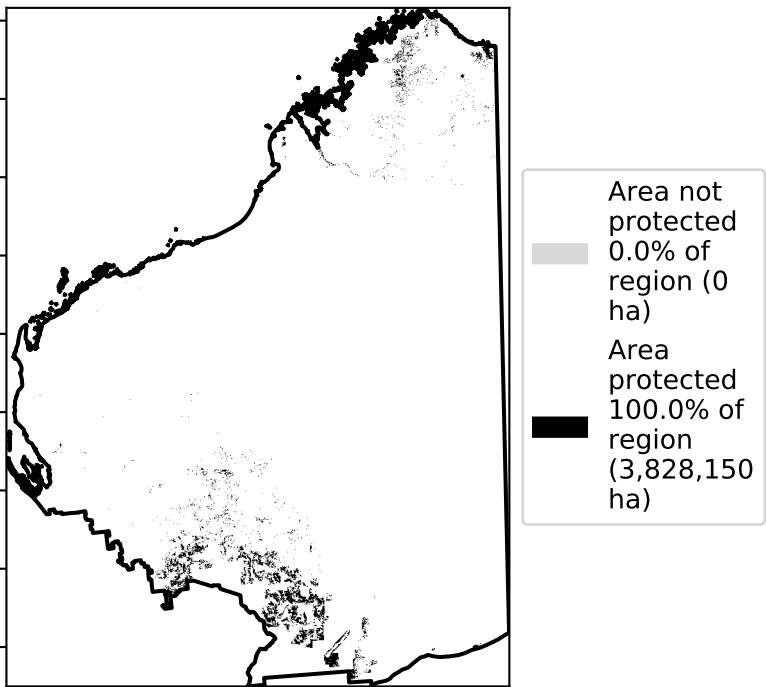 Area not
protected
0.0% of
region (0
ha)
Area
protected
100.0% of
region
(3,828,150
ha)